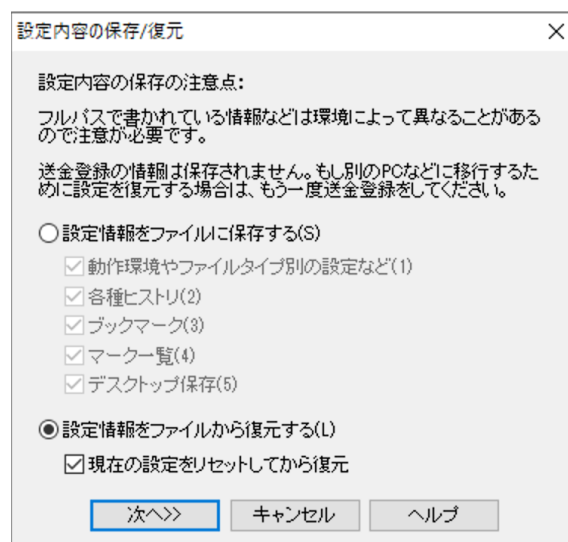 設定内容の保存/復元
設定内容の保存の注意点:
フルパスで書かれている情報などは環境によって異なることがある
ので注意が必要です。
送金登録の情報は保存されません。もし別のPCなどに移行するた
めに設定を復元する場合は、もう一度送金登録をしてください。
設定情報をファイルに保存する(S)
動作環境やファイルタイプ別の設定など(1)
各種ヒストリ(2)
ブックマーク(3)
マーク一覧(4)
デスクトップ保存(5)
設定情報をファイルから復元する(L)
現在の設定をリセットしてから復元
次へ>> キャンセル ヘルプ